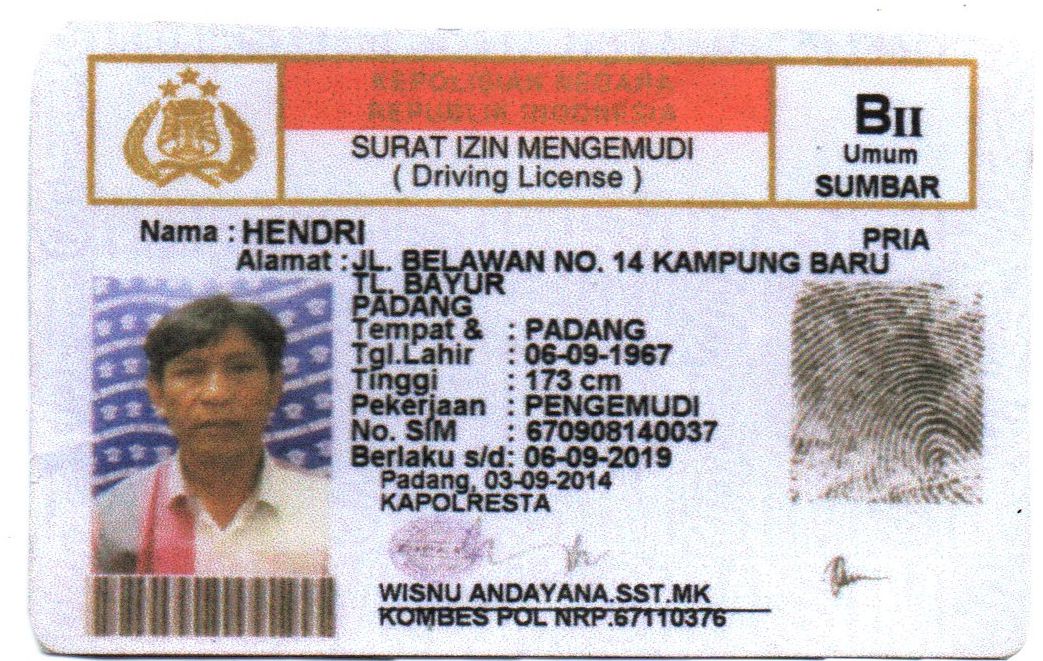 KEPOLISIAN NEGARA
REPUBLIK INDONESIA
SURAT IZIN MENGEMUDI
( Driving License )
BII
Umum
SUMBAR
Nama : HENDRI
PRIA
Alamat : JL. BELAWAN NO. 14 KAMPUNG BARU
TL. BAYUR
PADANG
Tempat & : PADANG
Tgl.Lahir : 06-09-1967
Tinggi : 173 cm
Pekerjaan : PENGEMUDI
No. SIM : 670908140037
Berlaku s/d: 06-09-2019
Padang, 03-09-2014
KAPOLRESTA
WISNU ANDAYANA.SST.MK
KOMBES POL NRP.67110376